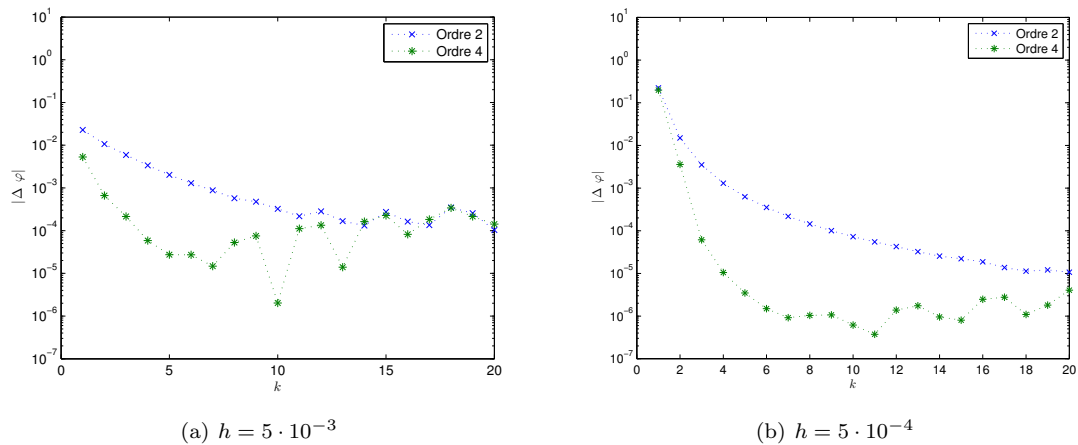 10^1
10^0
10^-1
10^-2
10^-3
10^-4
10^-5
10^-6
10^-7
|Δ φ|
0 5 10 15 20
k
Ordre 2
Ordre 4
(a) h = 5 · 10^-3
10^1
10^0
10^-1
10^-2
10^-3
10^-4
10^-5
10^-6
10^-7
|Δ φ|
0 2 4 6 8 10 12 14 16 18 20
k
Ordre 2
Ordre 4
(b) h = 5 · 10^-4